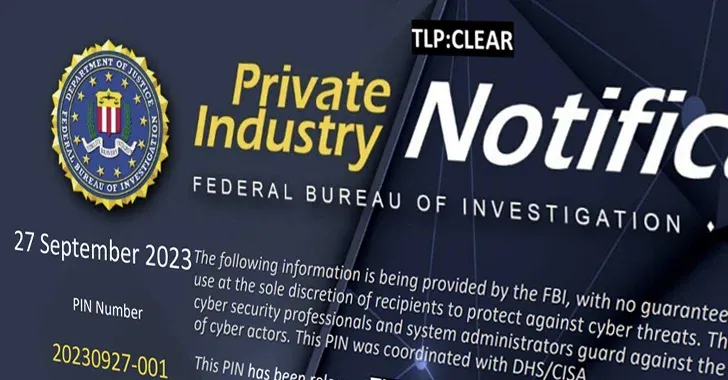 TLP:CLEAR
DEPARTMENT OF JUSTICE
FEDERAL BUREAU OF INVESTIGATION
Private
Industry
Notific
FEDERAL BUREAU OF INVESTIGATION
27 September 2023
PIN Number
20230927-001
The following information is being provided by the FBI, with no guarantee
use at the sole discretion of recipients to protect against cyber threats. Th
cyber security professionals and system administrators guard against the
of cyber actors. This PIN was coordinated with DHS/CISA
This PIN has been rele